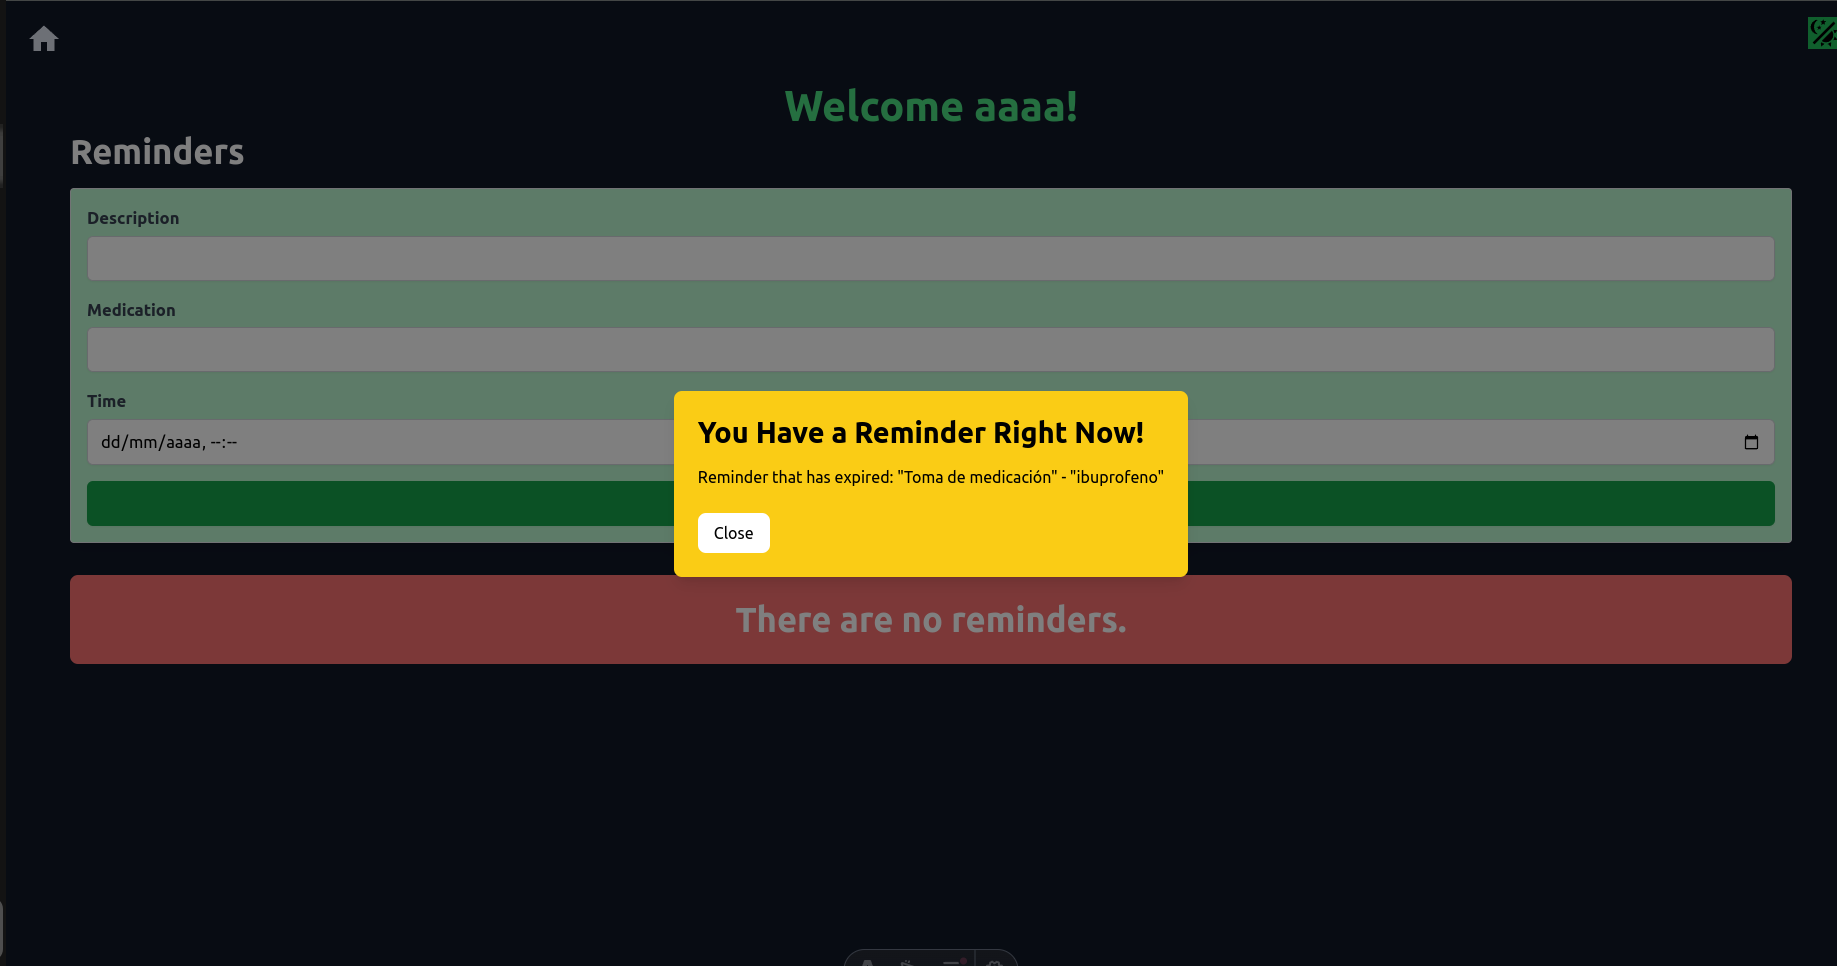 Welcome aaaa!
Reminders
Description
Medication
Time
dd/mm/aaaa, --:--
You Have a Reminder Right Now!
Reminder that has expired: "Toma de medicación" - "ibuprofeno"
Close
There are no reminders.